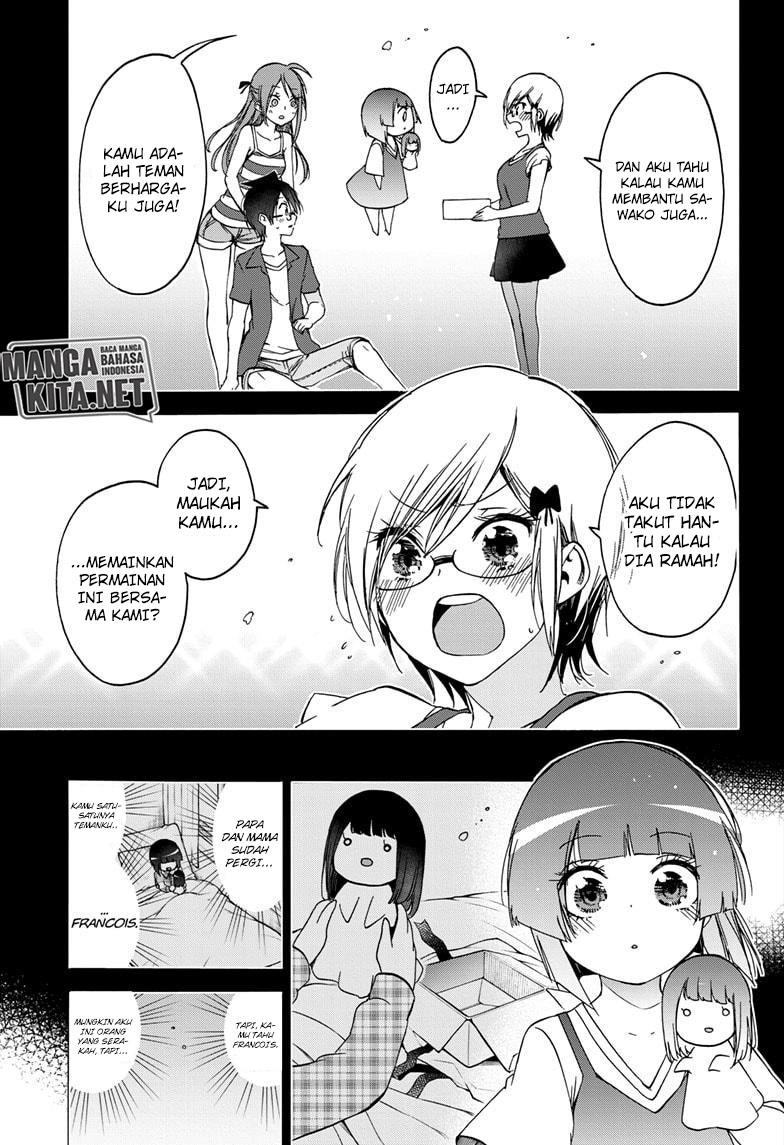 DAN AKU TAHU
KALAU KAMU
MEMBANTU SA-
WAKO JUGA...
JADI
...
KAMU ADA-
LAH TEMAN
BERHARGA-
KU JUGA!
MANGA
KITA.NET
BACA MANGA
BAHASA
INDONESIA
AKU TIDAK
TAKUT HAN-
TU KALAU
DIA RAMAH!
JADI,
MAUKAH
KAMU...
...MEMAINKAN
PERMAINAN
INI BERSA-
MA KAMI?
PAPA
DAN MAMA
SUDAH
PERGI...
KAMU SATU-
SATUNYA
TEMANKU..
...
FRANCOIS.
TAPI, KA-
MU TAHU
FRANCOIS.
MUNGKIN AKU
INI ORANG
YANG SERA-
KAH, TAPI...